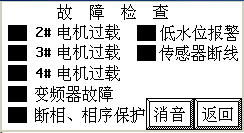 故 障 检 查
2# 电机过载 低水位报警
3# 电机过载 传感器断线
4# 电机过载
变频器故障
断相、相序保护 消音 返回